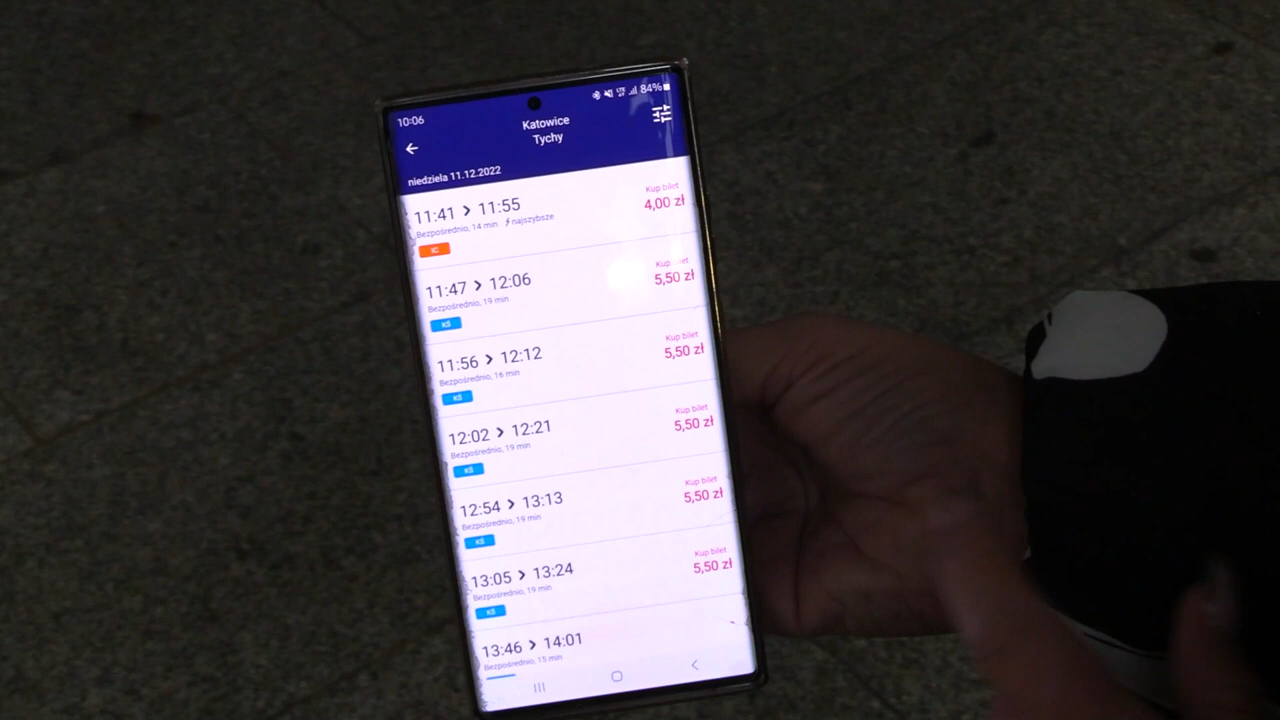 10:06
84%
Katowice
Tychy
niedziela 11.12.2022
11:41 > 11:55
Kup bilet
4,00 zł
Bezpośrednio, 14 min najszybsze
IC
11:47 > 12:06
Kup bilet
5,50 zł
Bezpośrednio, 19 min
KŚ
11:56 > 12:12
Kup bilet
5,50 zł
Bezpośrednio, 16 min
KŚ
12:02 > 12:21
Kup bilet
5,50 zł
Bezpośrednio, 19 min
KŚ
12:54 > 13:13
Kup bilet
5,50 zł
Bezpośrednio, 19 min
KŚ
13:05 > 13:24
Kup bilet
5,50 zł
Bezpośrednio, 19 min
KŚ
13:46 > 14:01
Bezpośrednio, 15 min